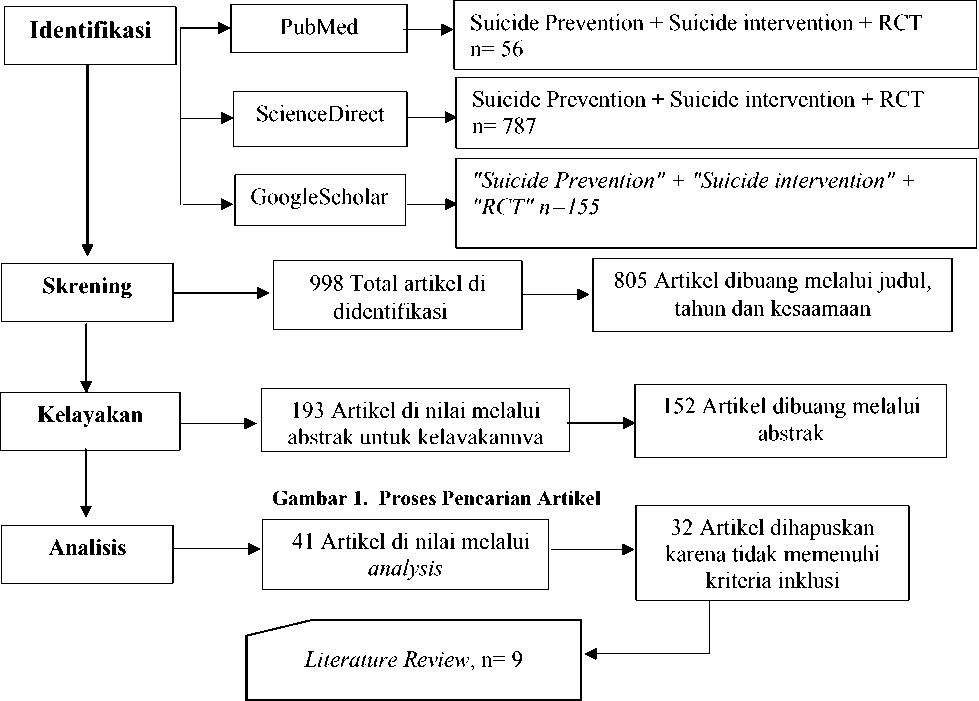 Identifikasi
PubMed
Suicide Prevention + Suicide intervention + RCT
n= 56
ScienceDirect
Suicide Prevention + Suicide intervention + RCT
n= 787
GoogleScholar
"Suicide Prevention" + "Suicide intervention" +
"RCT" n=155
Skrening
998 Total artikel di
didentifikasi
805 Artikel dibuang melalui judul,
tahun dan kesaamaan
Kelayakan
193 Artikel di nilai melalui
abstrak untuk kelayakannya
152 Artikel dibuang melalui
abstrak
Gambar 1. Proses Pencarian Artikel
Analisis
41 Artikel di nilai melalui
analysis
32 Artikel dihapuskan
karena tidak memenuhi
kriteria inklusi
Literature Review, n= 9